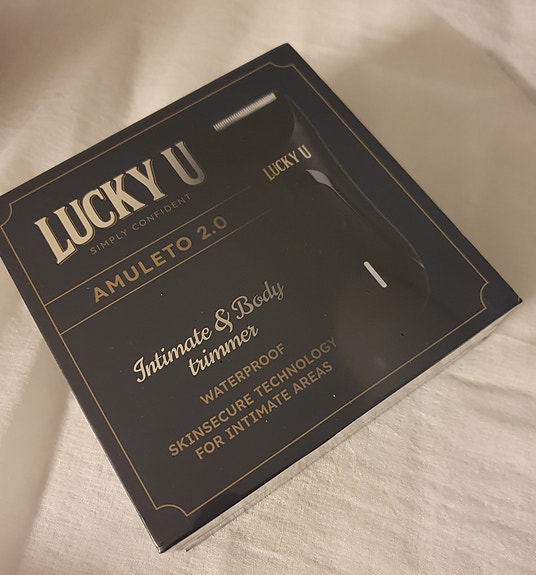 LUCKY U
SIMPLY CONFIDENT
AMULETO 2.0
LUCKY U
Intimate & Body
trimmer
WATERPROOF
SKINSECURE TECHNOLOGY
FOR INTIMATE AREAS